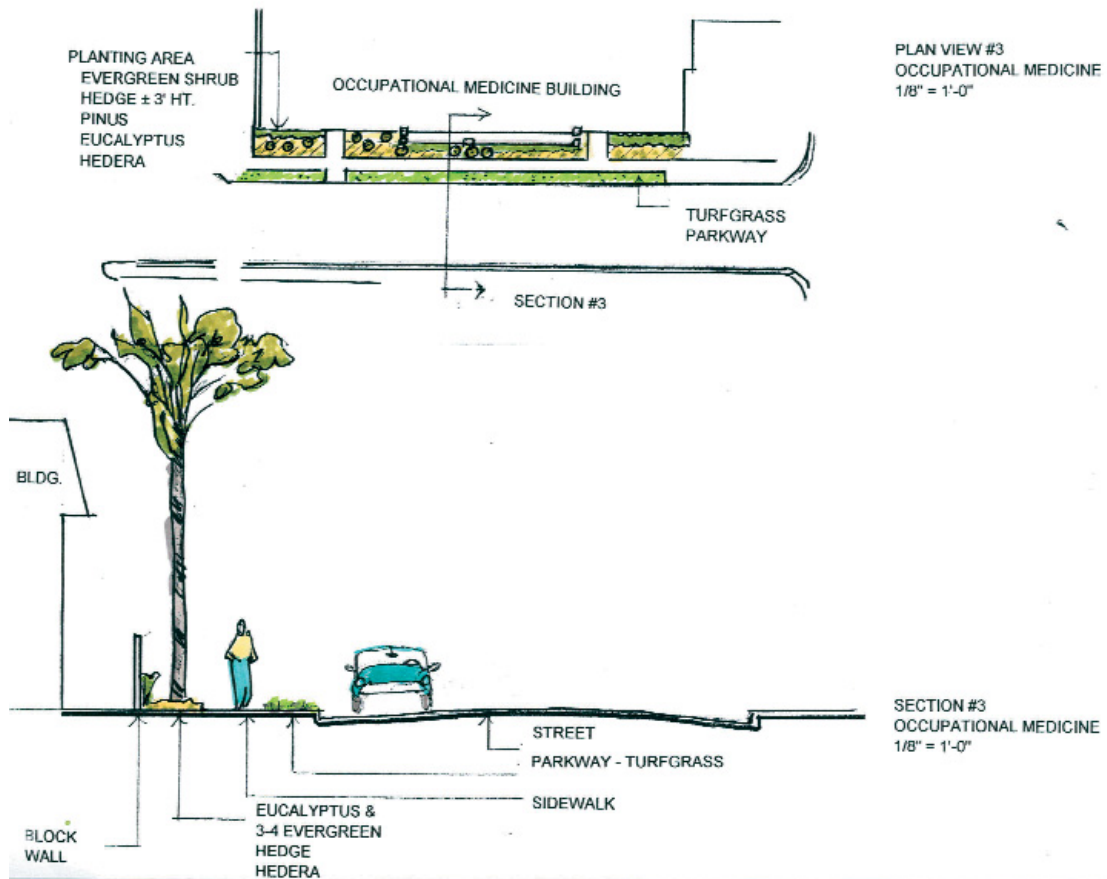 PLANTING AREA
EVERGREEN SHRUB
HEDGE ± 3' HT.
PINUS
EUCALYPTUS
HEDERA
OCCUPATIONAL MEDICINE BUILDING
PLAN VIEW #3
OCCUPATIONAL MEDICINE
1/8" = 1'-0"
TURFGRASS
PARKWAY
SECTION #3
BLDG.
SECTION #3
OCCUPATIONAL MEDICINE
1/8" = 1'-0"
STREET
PARKWAY - TURFGRASS
SIDEWALK
EUCALYPTUS &
3-4 EVERGREEN
HEDGE
HEDERA
BLOCK
WALL